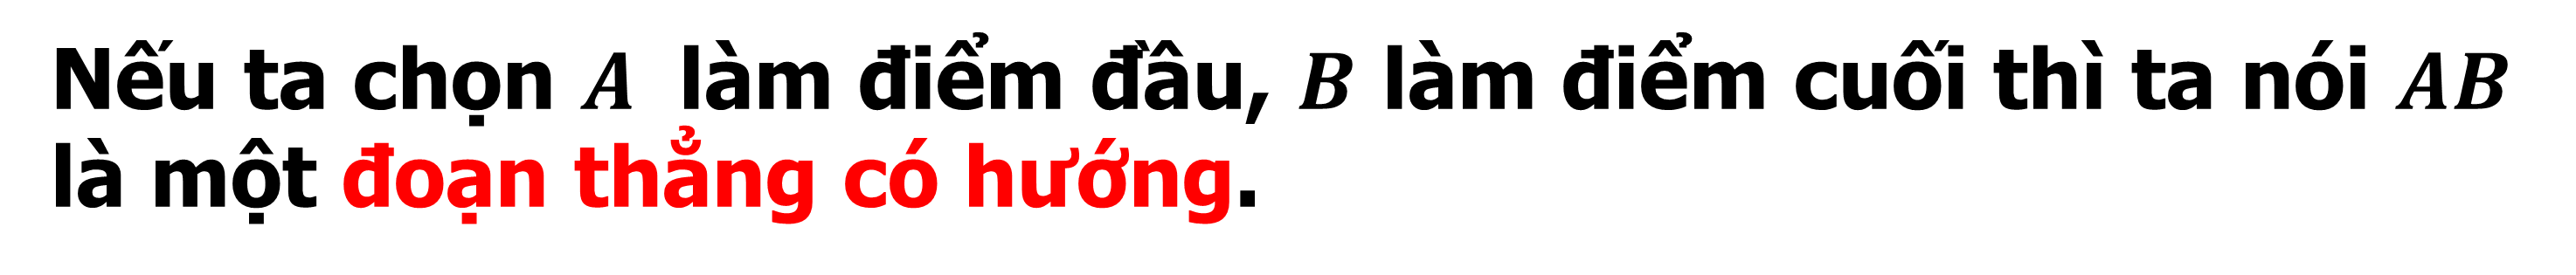 Nếu ta chọn A làm điểm đầu, B làm điểm cuối thì ta nói AB
là một đoạn thẳng có hướng.